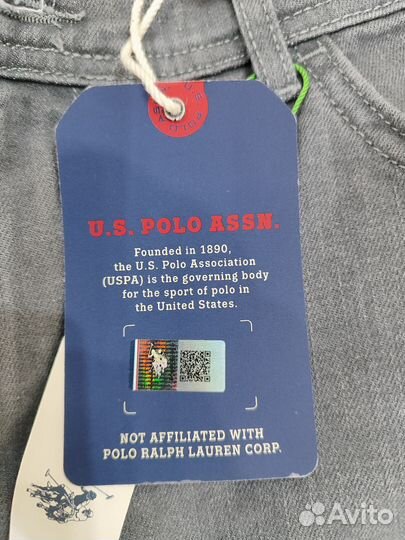 U.S. POLO ASSN.
Founded in 1890,
the U.S. Polo Association
(USPA) is the governing body
for the sport of polo in
the United States.
NOT AFFILIATED WITH
POLO RALPH LAUREN CORP.
Avito